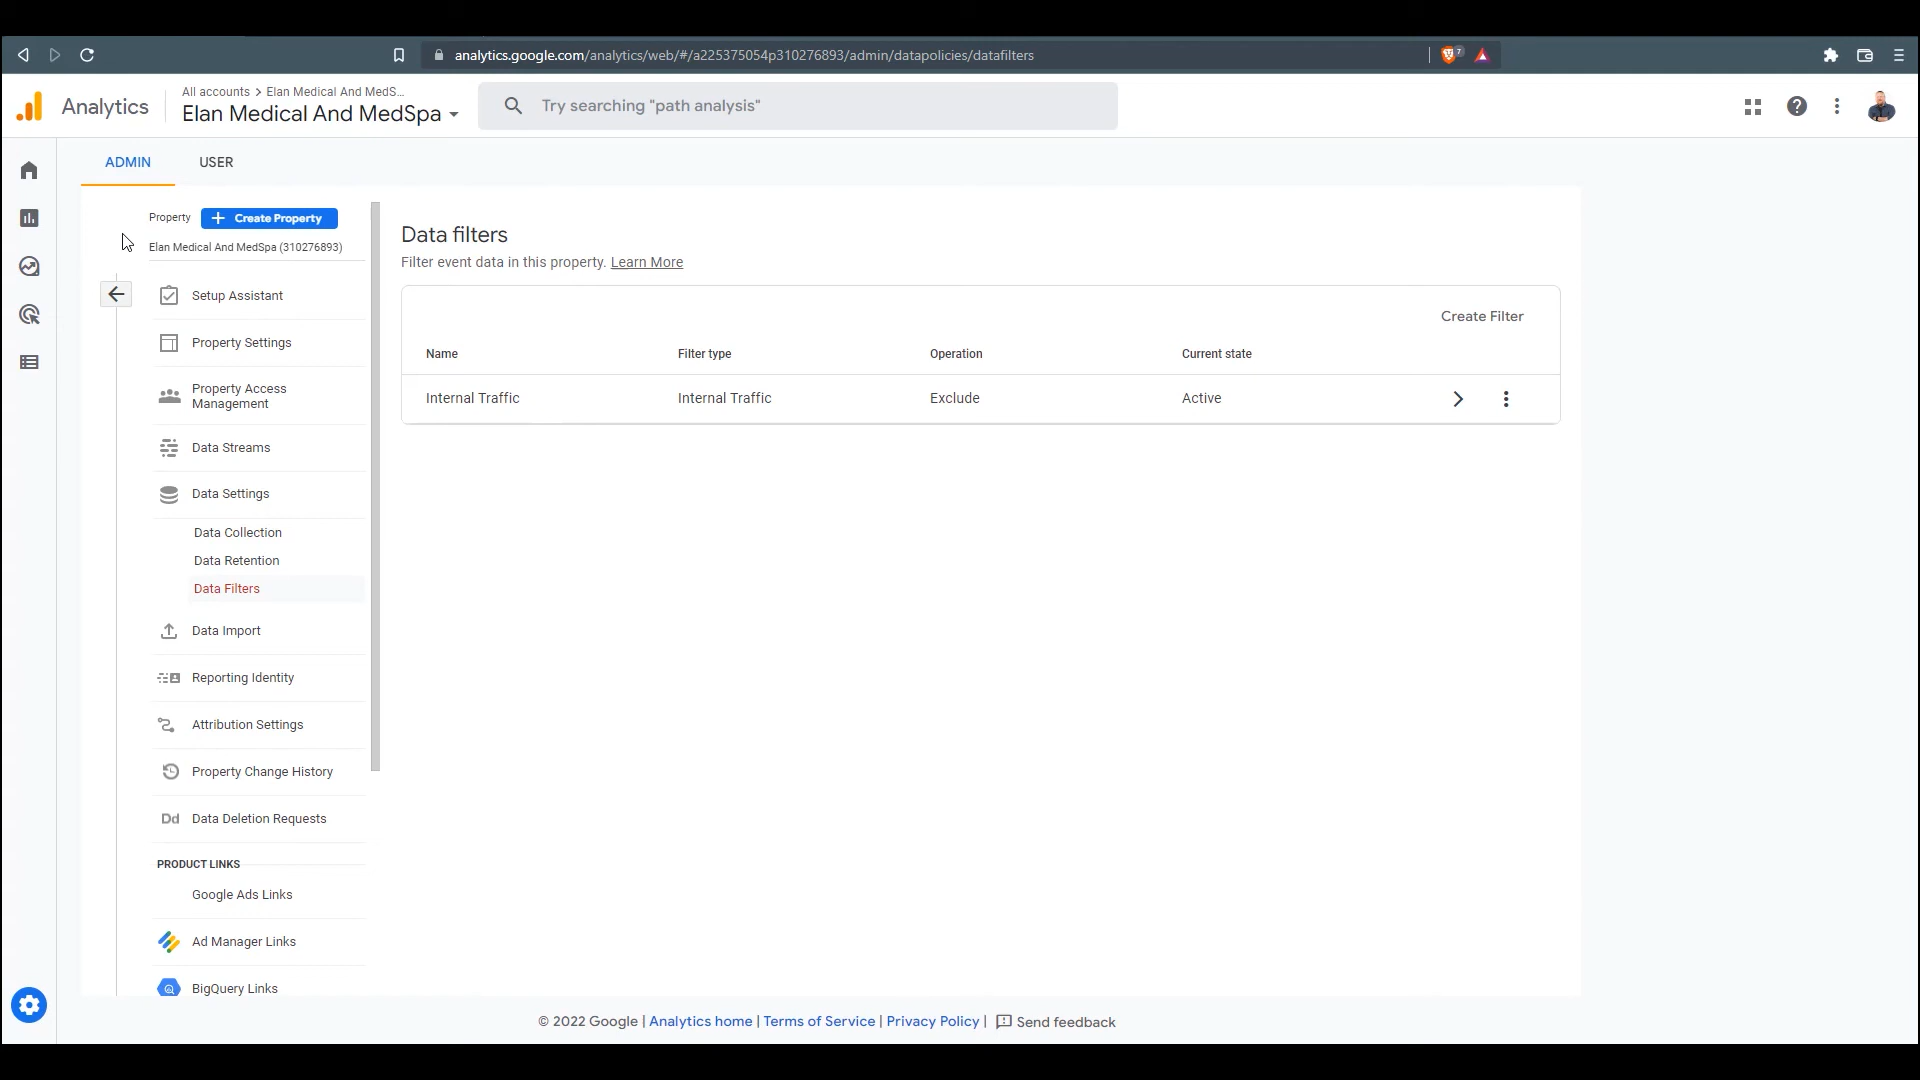 analytics.google.com/analytics/web/#/a225375054p310276893/admin/datapolicies/datafilters
7
Analytics
All accounts > Elan Medical And MedS...
Elan Medical And MedSpa
Try searching "path analysis"
ADMIN
USER
Property
+ Create Property
Elan Medical And MedSpa (310276893)
Setup Assistant
Property Settings
Property Access
Management
Data Streams
Data Settings
Data Collection
Data Retention
Data Filters
Data Import
Reporting Identity
Attribution Settings
Property Change History
Dd Data Deletion Requests
PRODUCT LINKS
Google Ads Links
Ad Manager Links
BigQuery Links
Data filters
Filter event data in this property. Learn More
Create Filter
Name Filter type Operation Current state
Internal Traffic Internal Traffic Exclude Active
© 2022 Google | Analytics home | Terms of Service | Privacy Policy | Send feedback